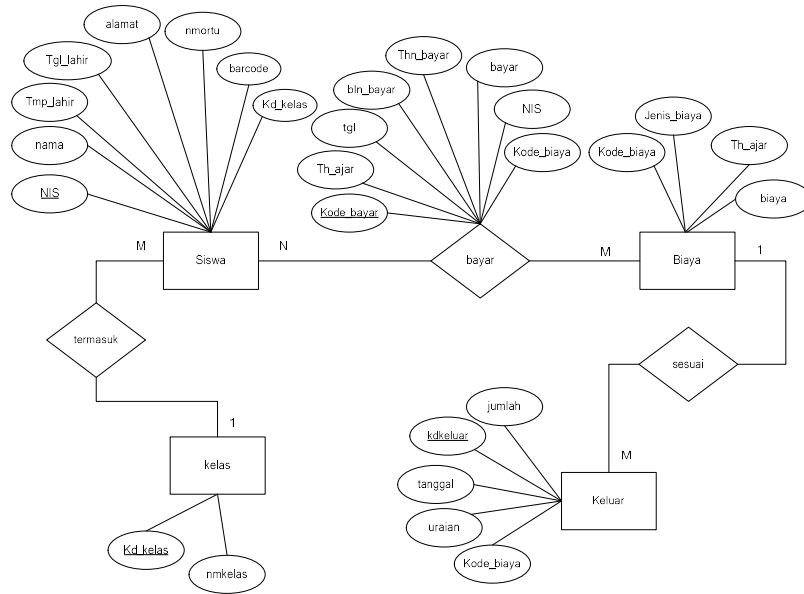 alamat
nmortu
Tgl_lahir
barcode
Tmp_lahir
Kd_kelas
nama
NIS
Thn_bayar
bayar
bln_bayar
NIS
tgl
Kode_biaya
Th_ajar
Kode_bayar
Jenis_biaya
Kode_biaya
Th_ajar
biaya
M
Siswa
N
bayar
M
Biaya
1
termasuk
sesuai
1
kelas
Kd_kelas
nmkelas
jumlah
kdkeluar
M
tanggal
Keluar
uraian
Kode_biaya